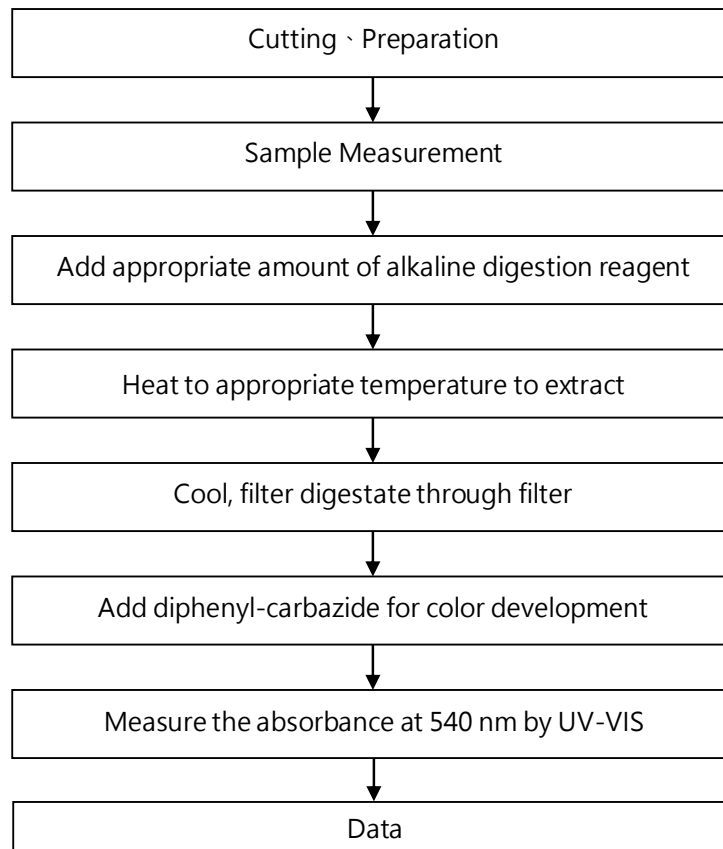 Cutting、Preparation
Sample Measurement
Add appropriate amount of alkaline digestion reagent
Heat to appropriate temperature to extract
Cool, filter digestate through filter
Add diphenyl-carbazide for color development
Measure the absorbance at 540 nm by UV-VIS
Data